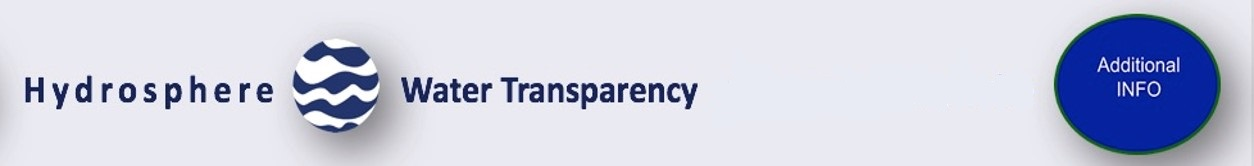 Hydrosphere Water Transparency
Additional
INFO